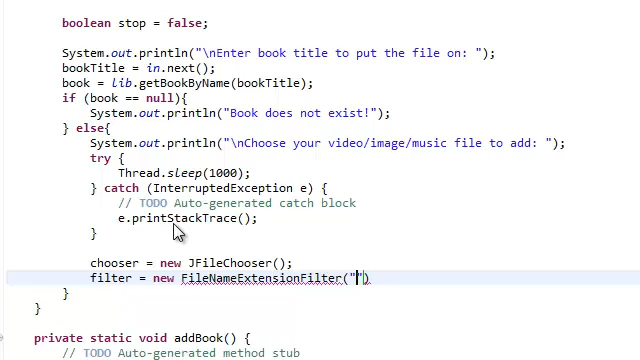 boolean stop = false;
System.out.println("\nEnter book title to put the file on: ");
bookTitle = in.next();
book = lib.getBookByName(bookTitle);
if (book == null){
System.out.println("Book does not exist!");
} else{
System.out.println("\nChoose your video/image/music file to add: ");
try {
Thread.sleep(1000);
} catch (InterruptedException e) {
// TODO Auto-generated catch block
e.printStackTrace();
}
chooser = new JFileChooser();
filter = new FileNameExtensionFilter("")
}
}
private static void addBook() {
// TODO Auto-generated method stub